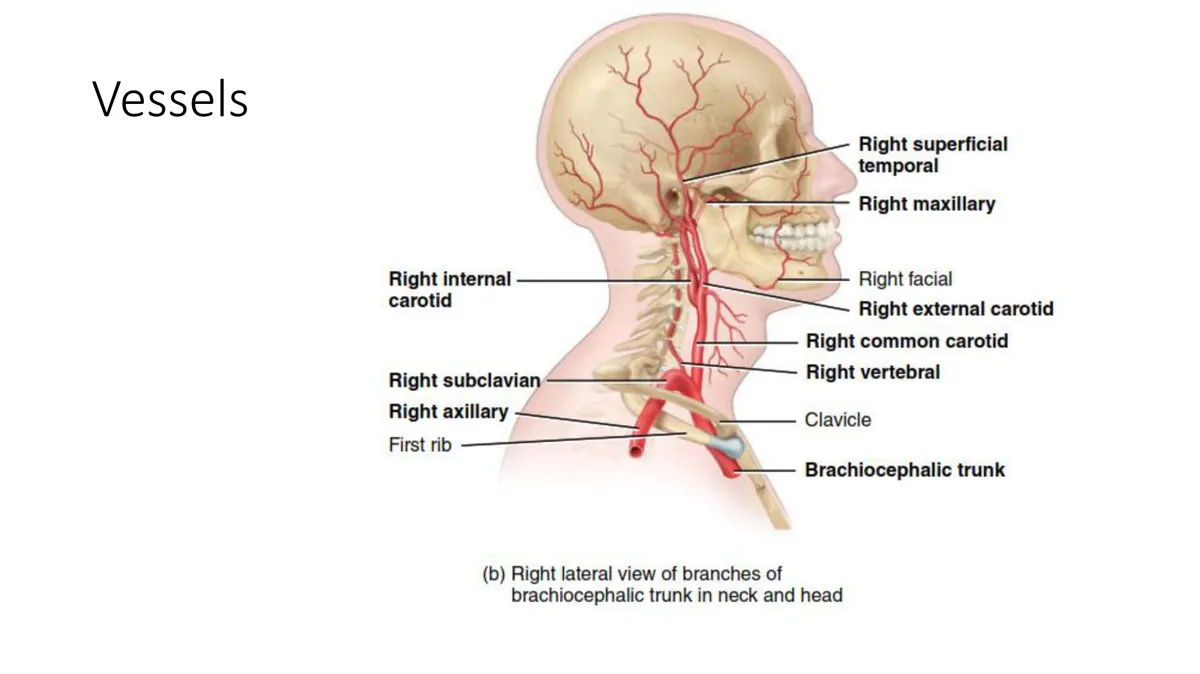 Vessels
Right superficial
temporal
Right maxillary
Right internal
carotid
Right facial
Right external carotid
Right common carotid
Right vertebral
Right subclavian
Right axillary
First rib
Clavicle
Brachiocephalic trunk
(b) Right lateral view of branches of
brachiocephalic trunk in neck and head